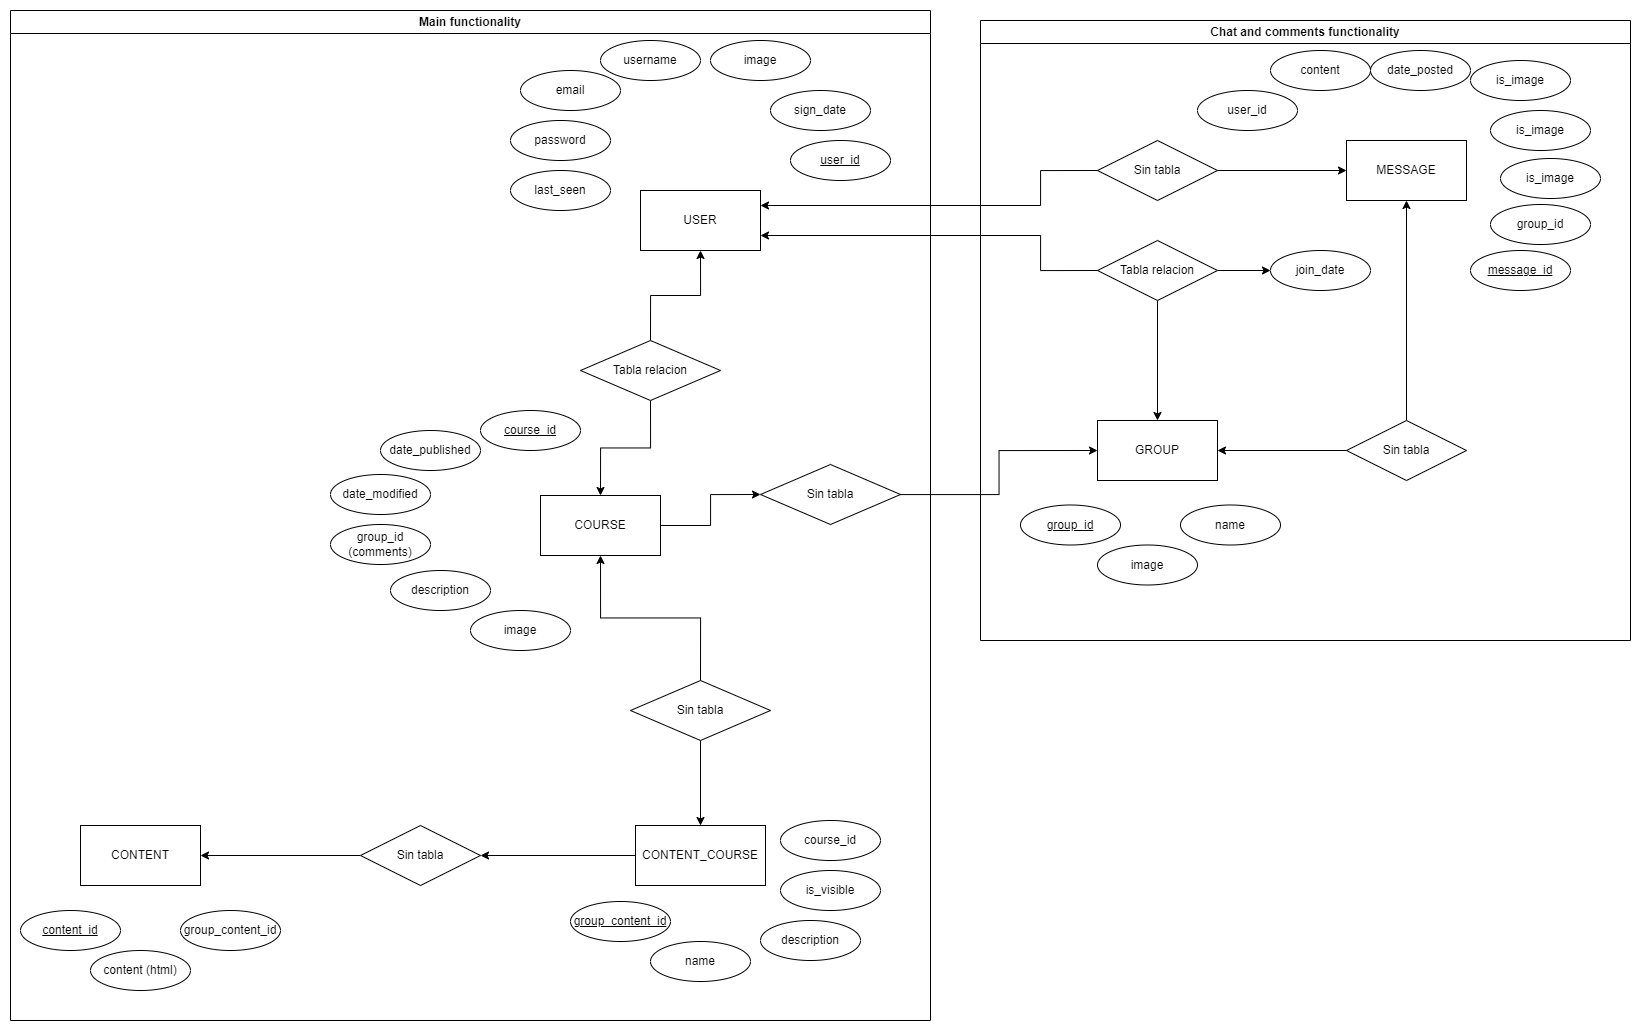 Main functionality
username
image
email
sign_date
password
user_id
last_seen
USER
Tabla relacion
course_id
date_published
date_modified
group_id
(comments)
COURSE
Sin tabla
description
image
Sin tabla
CONTENT
Sin tabla
CONTENT_COURSE
course_id
is_visible
group_content_id
description
name
content_id
group_content_id
content (html)
Chat and comments functionality
content
date_posted
is_image
user_id
is_image
Sin tabla
MESSAGE
is_image
group_id
Tabla relacion
join_date
message_id
GROUP
Sin tabla
group_id
name
image